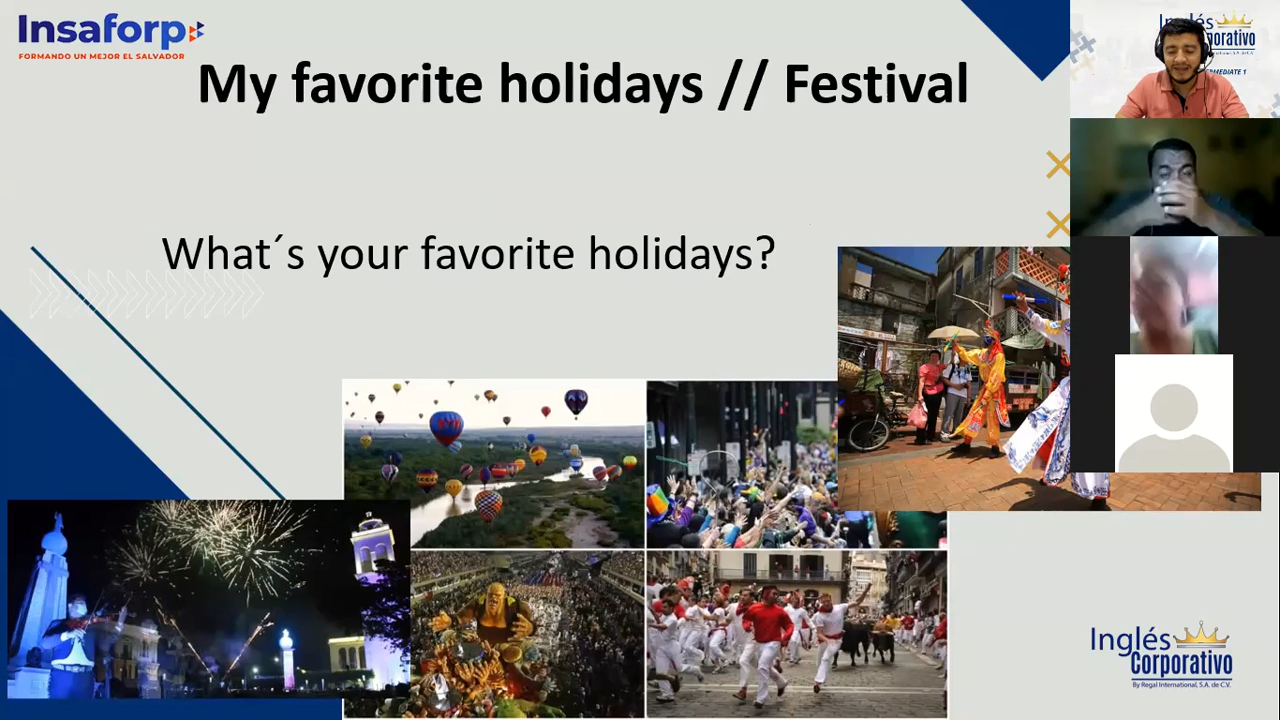 Insaforp
FORMANDO UN MEJOR EL SALVADOR
My favorite holidays // Festival
What´s your favorite holidays?
Inglés
Corporativo
By Regal International, S.A. de C.V.